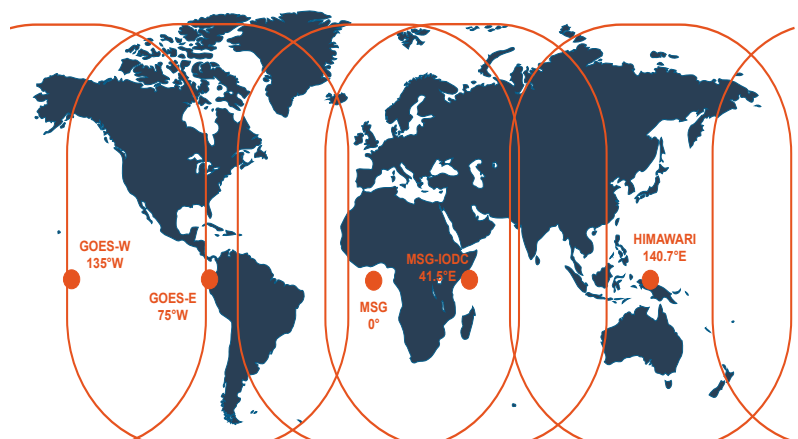 GOES-W
135°W
GOES-E
75°W
MSG
0°
MSG-IODC
41.5°E
HIMAWARI
140.7°E